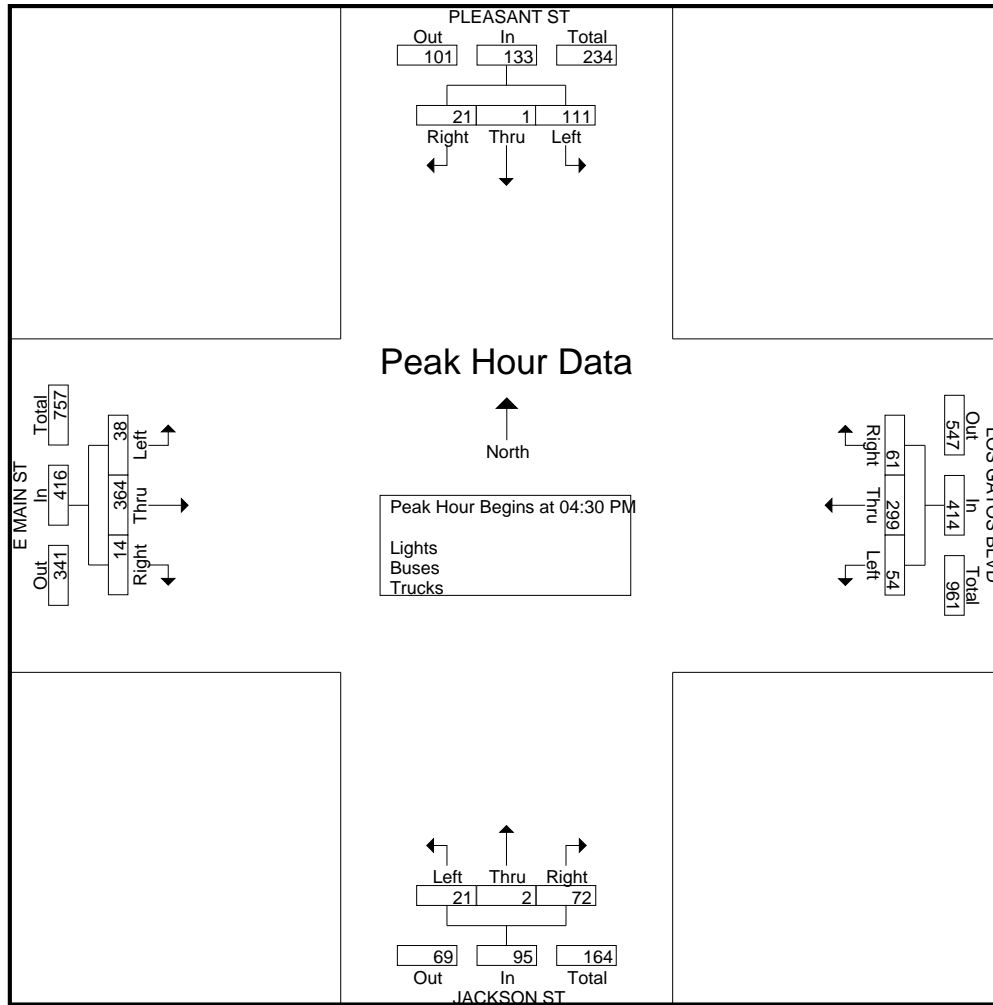 PLEASANT ST
Out In Total
101 133 234
21 1 111
Right Thru Left
Peak Hour Data
North
Peak Hour Begins at 04:30 PM
Lights
Buses
Trucks
E MAIN ST
Total In Out
757 416 341
38 364 14
Left Thru Right
LOS GATOS BLVD
Out In Total
547 414 961
61 299 54
Right Thru Left
Left Thru Right
21 2 72
69 95 164
Out In Total
JACKSON ST